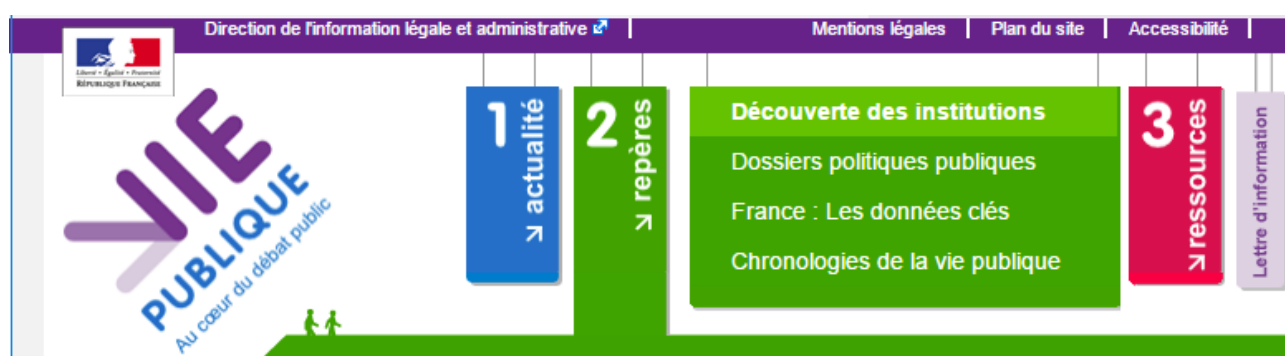 Direction de l'information légale et administrative
Mentions légales
Plan du site
Accessibilité
Liberté • Égalité • Fraternité
RÉPUBLIQUE FRANÇAISE
VIE
PUBLIQUE
Au cœur du débat public
1 actualité
2 repères
Découverte des institutions
Dossiers politiques publiques
France : Les données clés
Chronologies de la vie publique
3 ressources
Lettre d'information